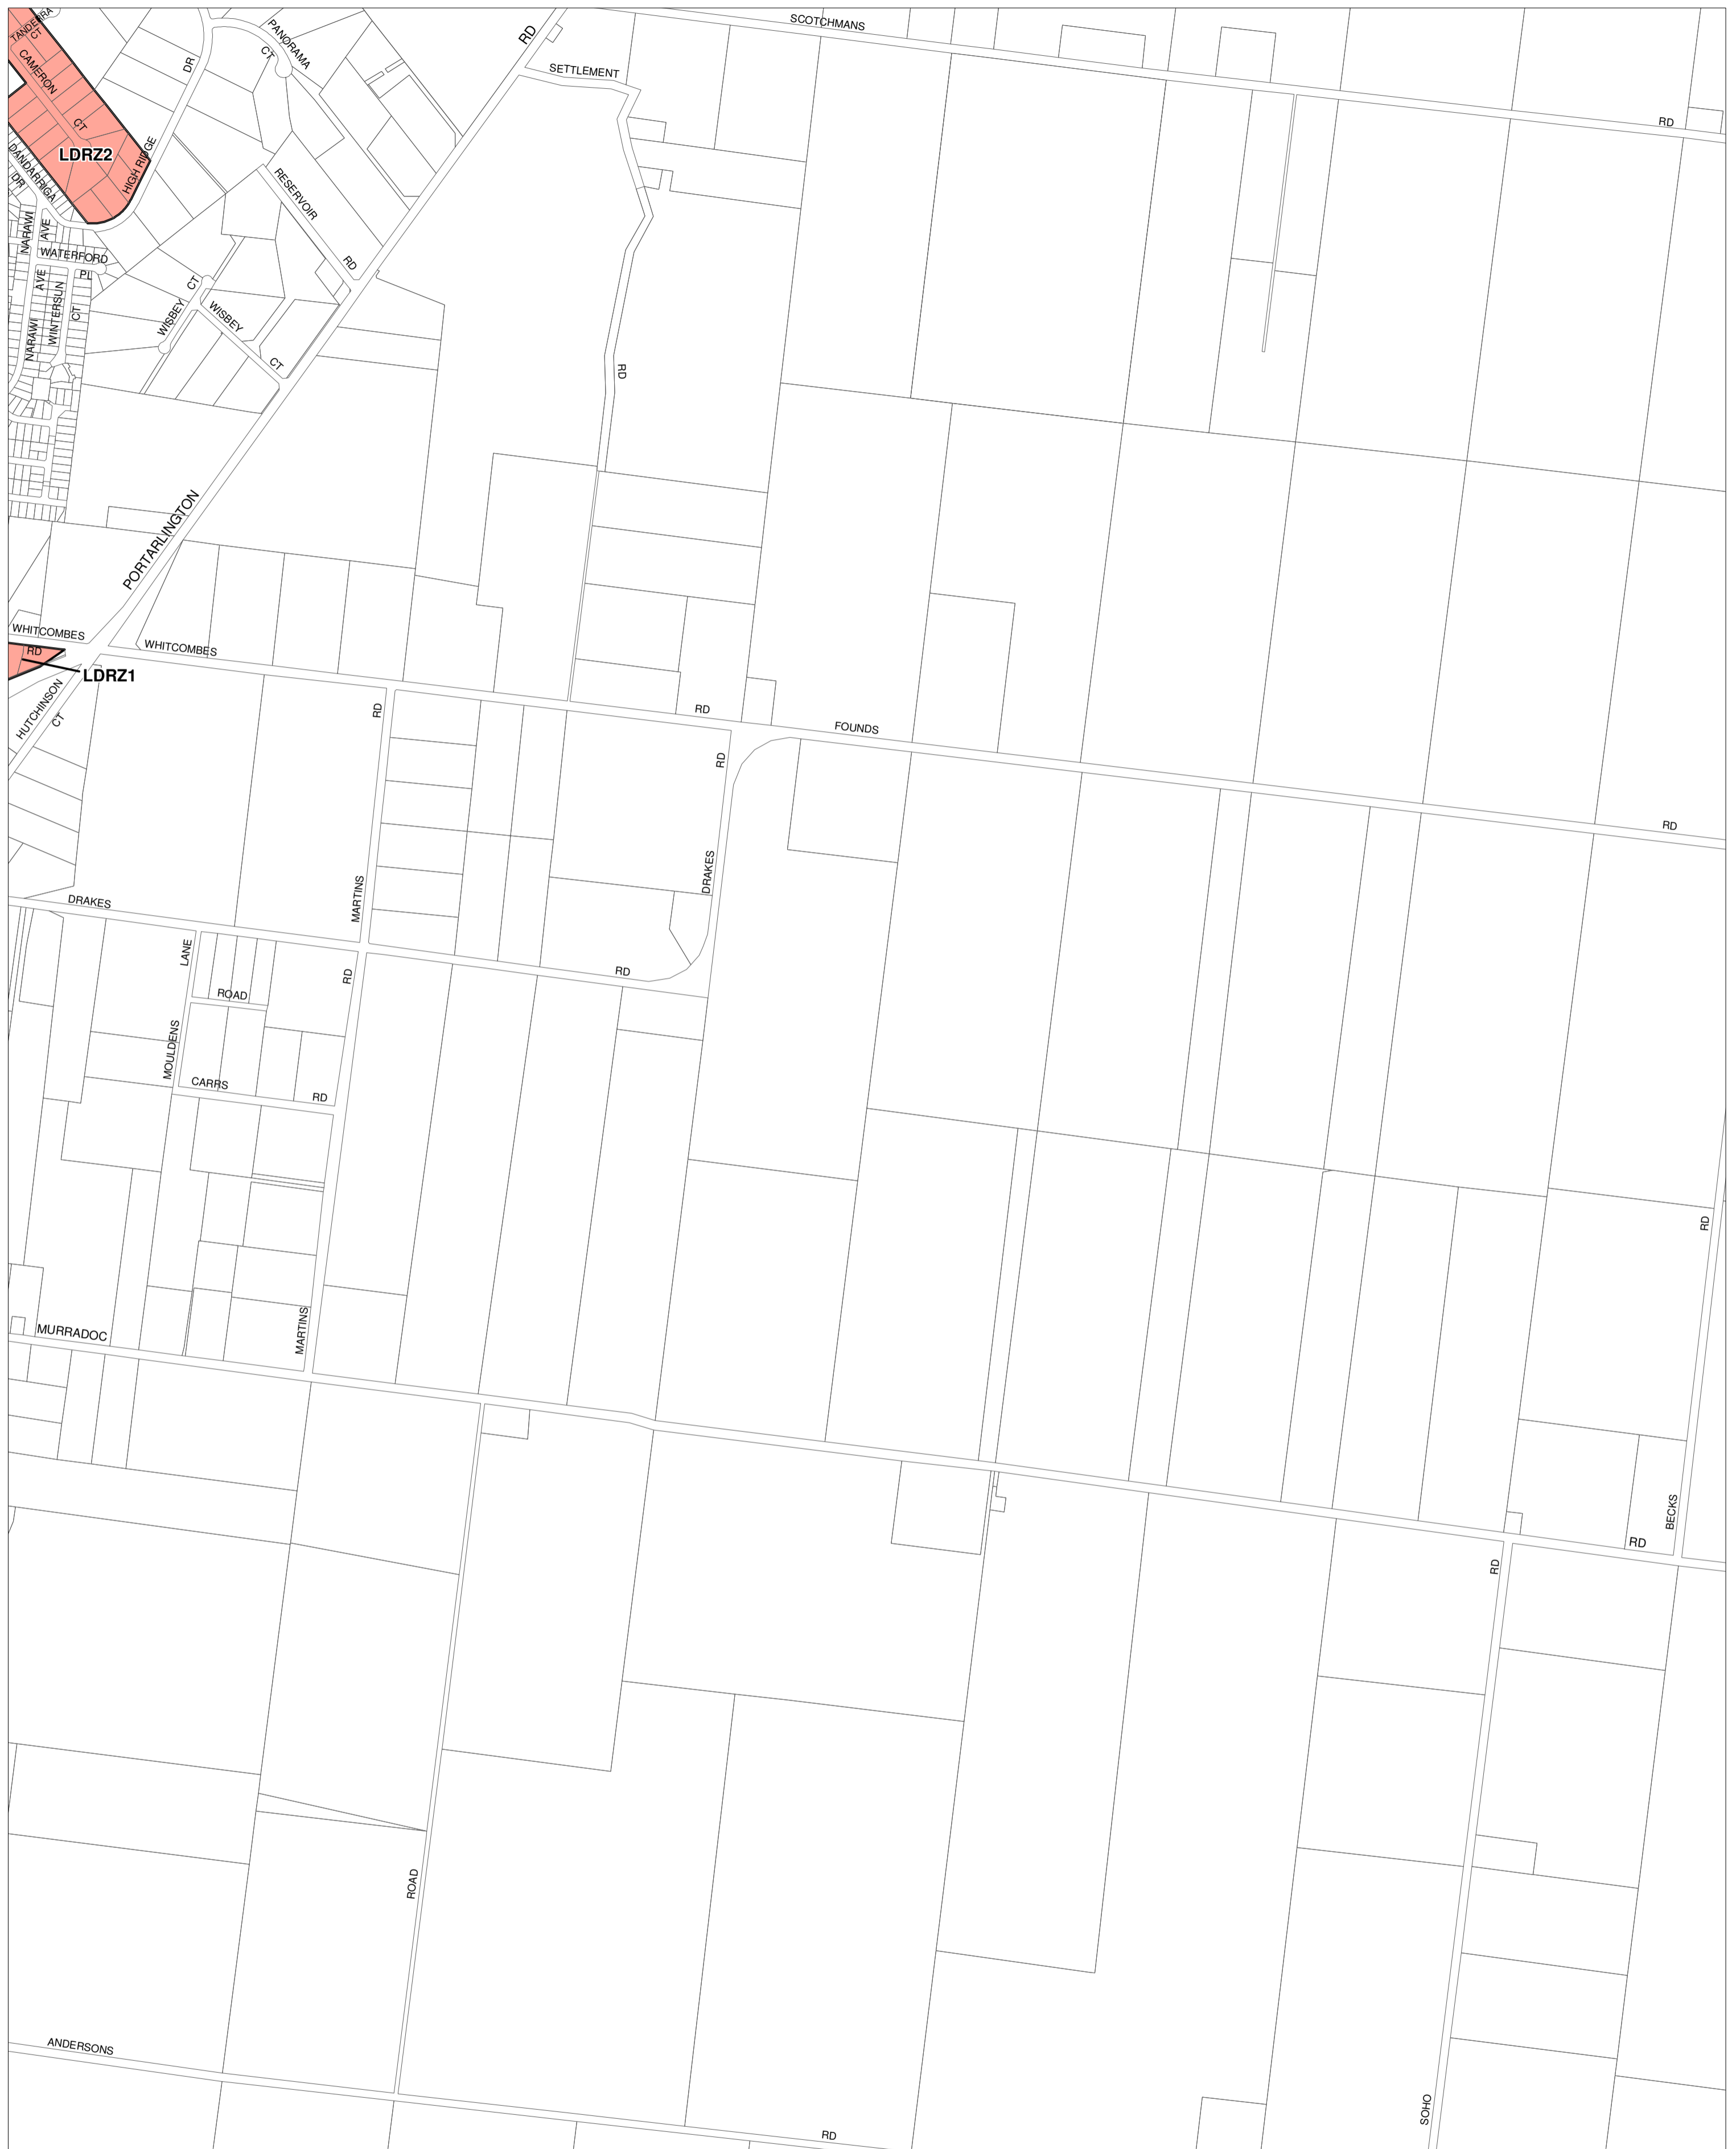 SCOTCHMANS
RD
TANDERRA
CT
PANORAMA
CT
RD
SETTLEMENT
DR
CAMERON
CT
LDRZ2
HIGH RIDGE
DANDARRIGA
DR
RESERVOIR
RD
NARAWI
AVE
WATERFORD
PL
NARAWI
AVE
WINTERSUN
CT
WISBEY
CT
WISBEY
CT
RD
PORTARLINGTON
WHITCOMBES
RD
WHITCOMBES
RD
LDRZ1
HUTCHINSON
CT
RD
FOUNDS
RD
RD
MARTINS
DRAKES
DRAKES
RD
LANE
ROAD
RD
MOULDENS
CARRS
RD
RD
MARTINS
MURRADOC
BECKS
RD
RD
ROAD
ANDERSONS
RD
SOHO